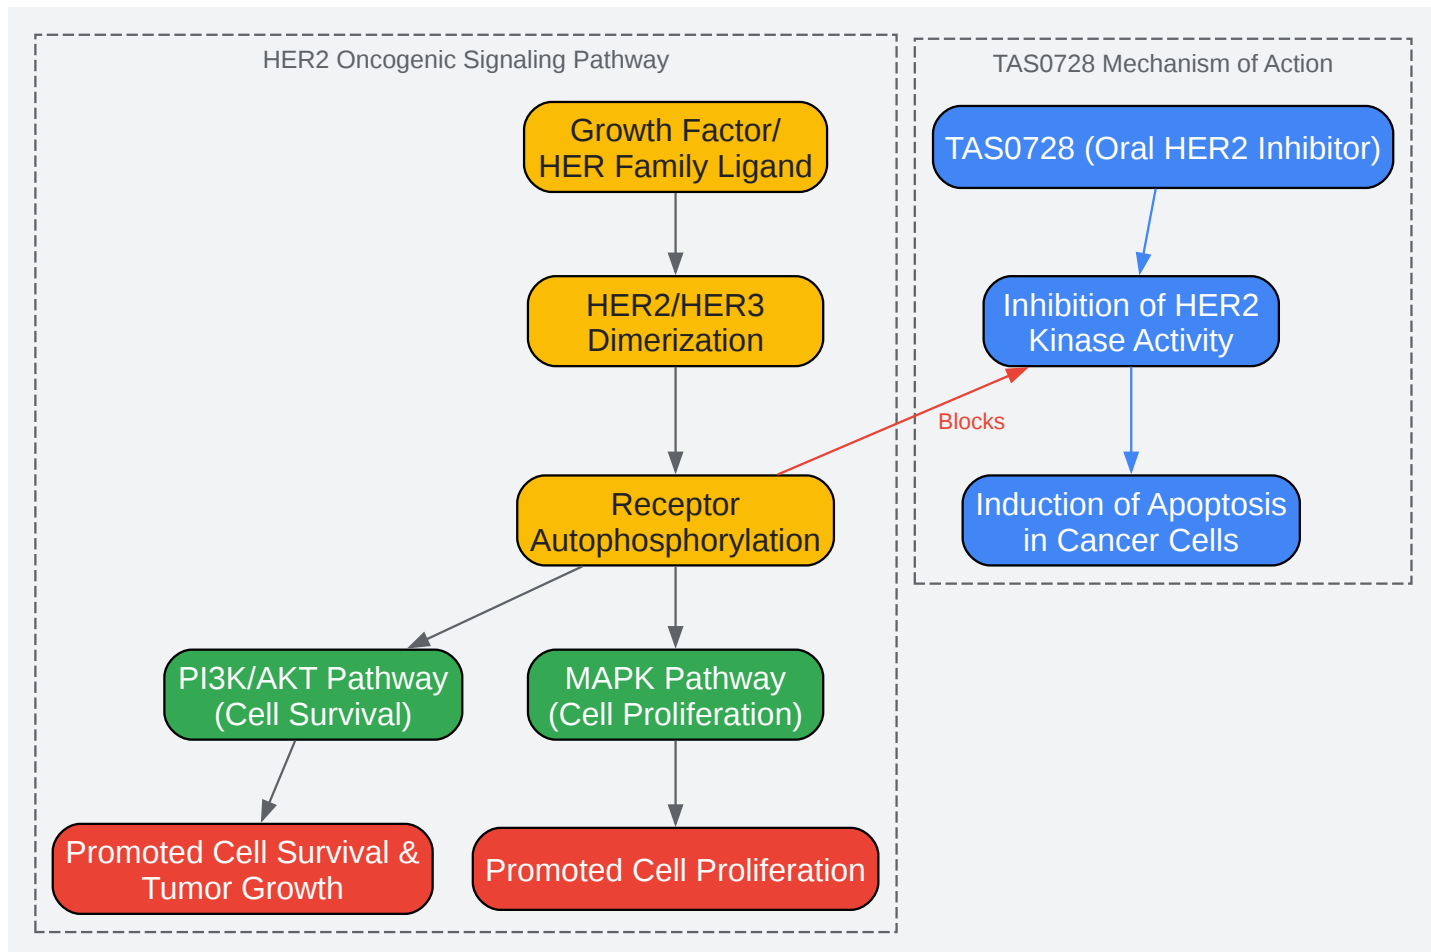 HER2 Oncogenic Signaling Pathway
Growth Factor/
HER Family Ligand
HER2/HER3
Dimerization
Receptor
Autophosphorylation
PI3K/AKT Pathway
(Cell Survival)
MAPK Pathway
(Cell Proliferation)
Promoted Cell Survival &
Tumor Growth
Promoted Cell Proliferation
Blocks
TAS0728 Mechanism of Action
TAS0728 (Oral HER2 Inhibitor)
Inhibition of HER2
Kinase Activity
Induction of Apoptosis
in Cancer Cells